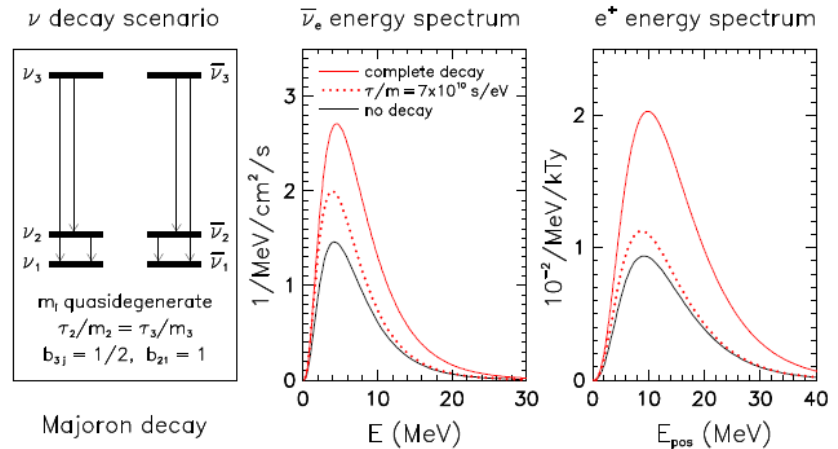 ν decay scenario
ν₃
ν̅₃
ν₂
ν̅₂
ν₁
ν̅₁
mᵢ quasidegenerate
τ₂/m₂ = τ₃/m₃
b₃ⱼ = 1/2, b₂₁ = 1
Majoron decay
ν̅ₑ energy spectrum
complete decay
τ/m = 7x10¹⁰ s/eV
no decay
1/MeV/cm²/s
3
2
1
0
0 10 20 30
E (MeV)
e⁺ energy spectrum
10⁻²/MeV/kTy
2
1
0
0 10 20 30 40
Eₚₒₛ (MeV)